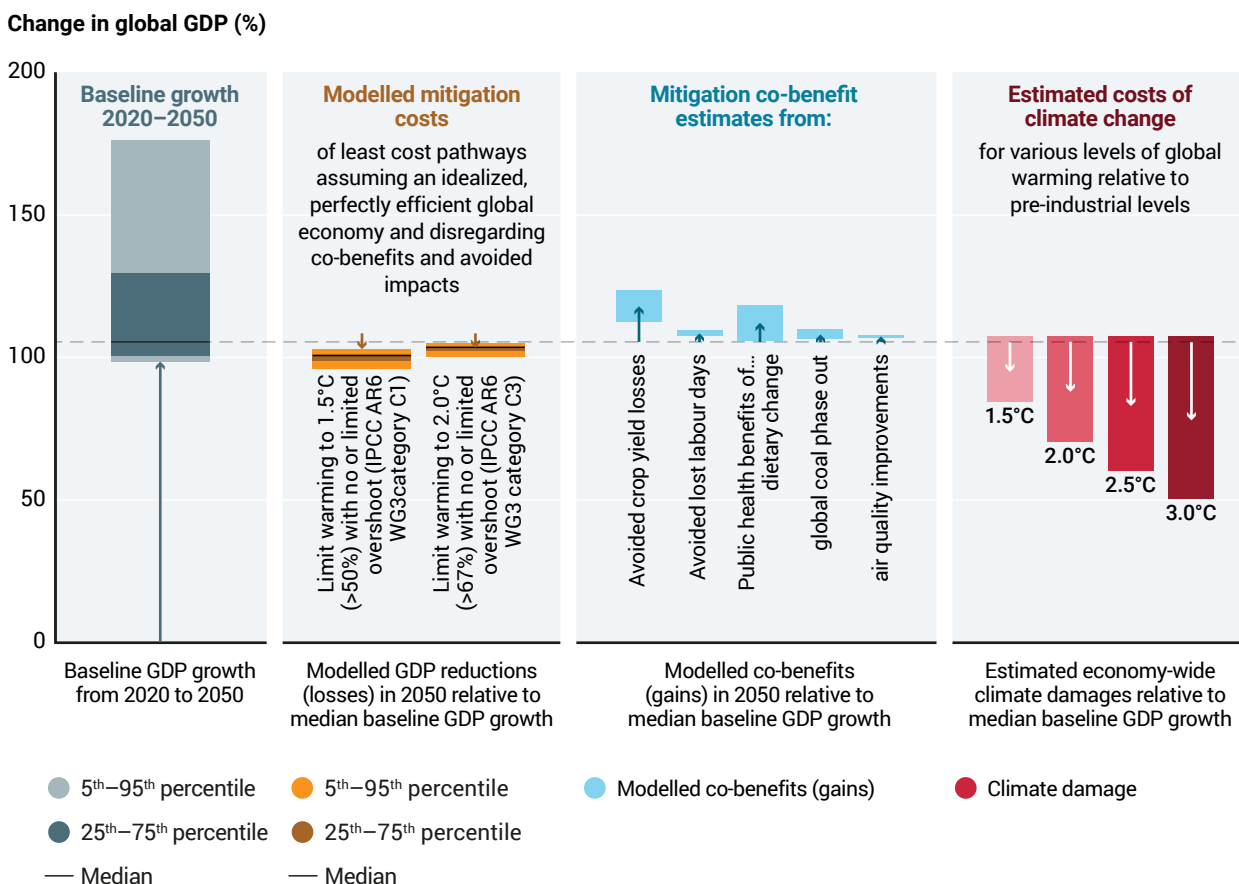 Change in global GDP (%)
200
150
100
50
0
Baseline growth
2020–2050
Modelled mitigation
costs
of least cost pathways
assuming an idealized,
perfectly efficient global
economy and disregarding
co-benefits and avoided
impacts
Limit warming to 1.5°C
(>50%) with no or limited
overshoot (IPCC AR6
WG3category C1)
Limit warming to 2.0°C
(>67%) with no or limited
overshoot (IPCC AR6
WG3 category C3)
Mitigation co-benefit
estimates from:
Avoided crop yield losses
Avoided lost labour days
Public health benefits of...
dietary change
global coal phase out
air quality improvements
Estimated costs of
climate change
for various levels of global
warming relative to
pre-industrial levels
1.5°C
2.0°C
2.5°C
3.0°C
Baseline GDP growth
from 2020 to 2050
Modelled GDP reductions
(losses) in 2050 relative to
median baseline GDP growth
Modelled co-benefits
(gains) in 2050 relative to
median baseline GDP growth
Estimated economy-wide
climate damages relative to
median baseline GDP growth
5th–95th percentile
25th–75th percentile
Median
5th–95th percentile
25th–75th percentile
Median
Modelled co-benefits (gains)
Climate damage